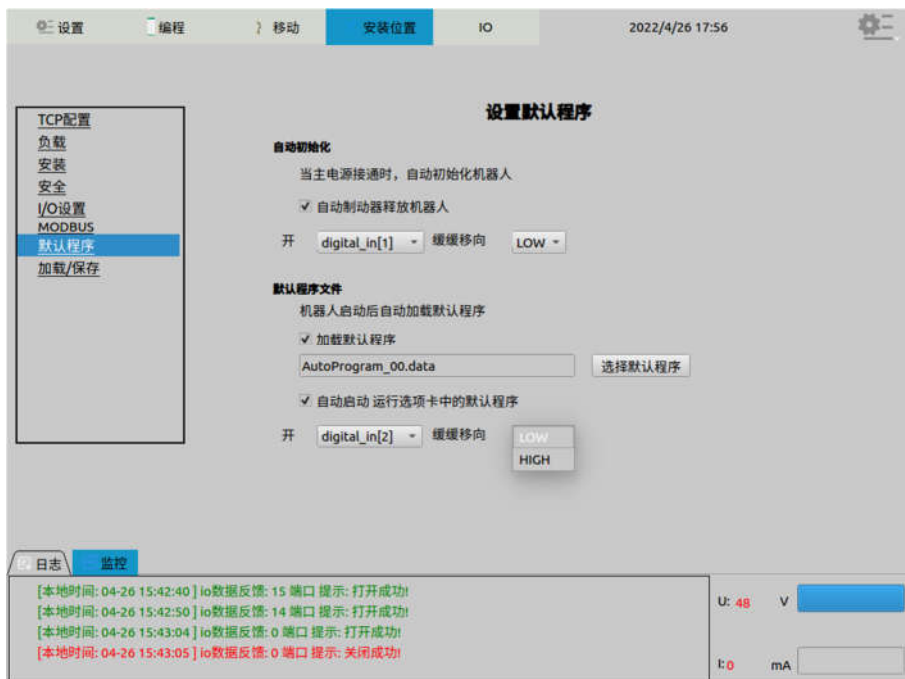 设置 编程 移动 安装位置 IO 2022/4/26 17:56
设置默认程序
TCP配置
负载
安装
安全
I/O设置
MODBUS
默认程序
加载/保存
自动初始化
当主电源接通时，自动初始化机器人
自动制动器释放机器人
开 digital_in[1] 缓缓移向 LOW
默认程序文件
机器人启动后自动加载默认程序
加载默认程序
AutoProgram_00.data 选择默认程序
自动启动 运行选项卡中的默认程序
开 digital_in[2] 缓缓移向 LOW
HIGH
日志 监控
[本地时间: 04-26 15:42:40 ] io数据反馈: 15 端口 提示: 打开成功!
[本地时间: 04-26 15:42:50 ] io数据反馈: 14 端口 提示: 打开成功!
[本地时间: 04-26 15:43:04 ] io数据反馈: 0 端口 提示: 打开成功!
[本地时间: 04-26 15:43:05 ] io数据反馈: 0 端口 提示: 关闭成功!
U: 48 V
I: 0 mA